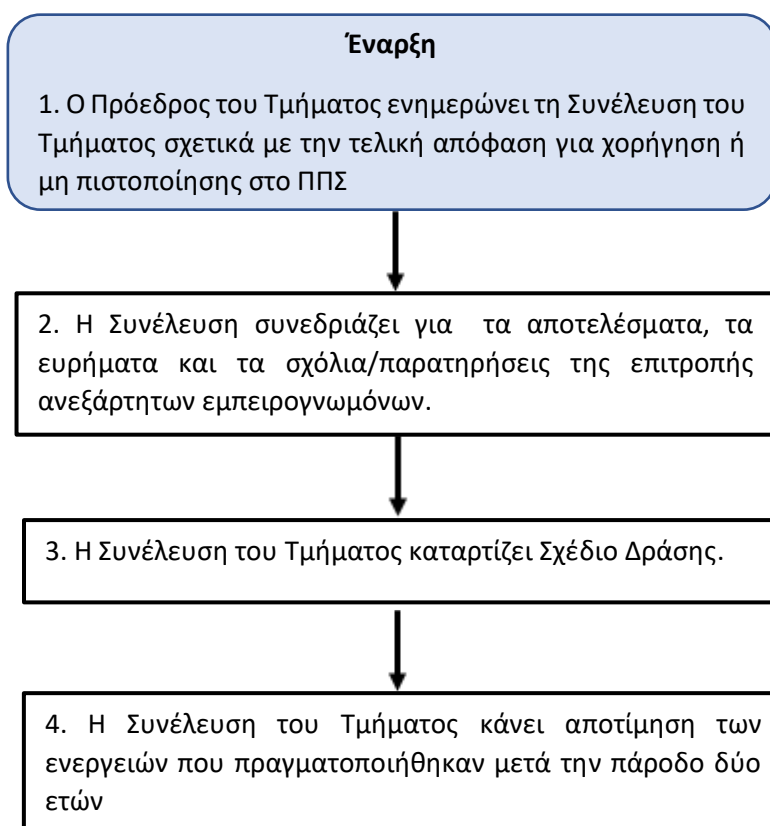 Έναρξη
1. Ο Πρόεδρος του Τμήματος ενημερώνει τη Συνέλευση του
Τμήματος σχετικά με την τελική απόφαση για χορήγηση ή
μη πιστοποίησης στο ΠΠΣ
2. Η Συνέλευση συνεδριάζει για τα αποτελέσματα, τα
ευρήματα και τα σχόλια/παρατηρήσεις της επιτροπής
ανεξάρτητων εμπειρογνωμόνων.
3. Η Συνέλευση του Τμήματος καταρτίζει Σχέδιο Δράσης.
4. Η Συνέλευση του Τμήματος κάνει αποτίμηση των
ενεργειών που πραγματοποιήθηκαν μετά την πάροδο δύο
ετών